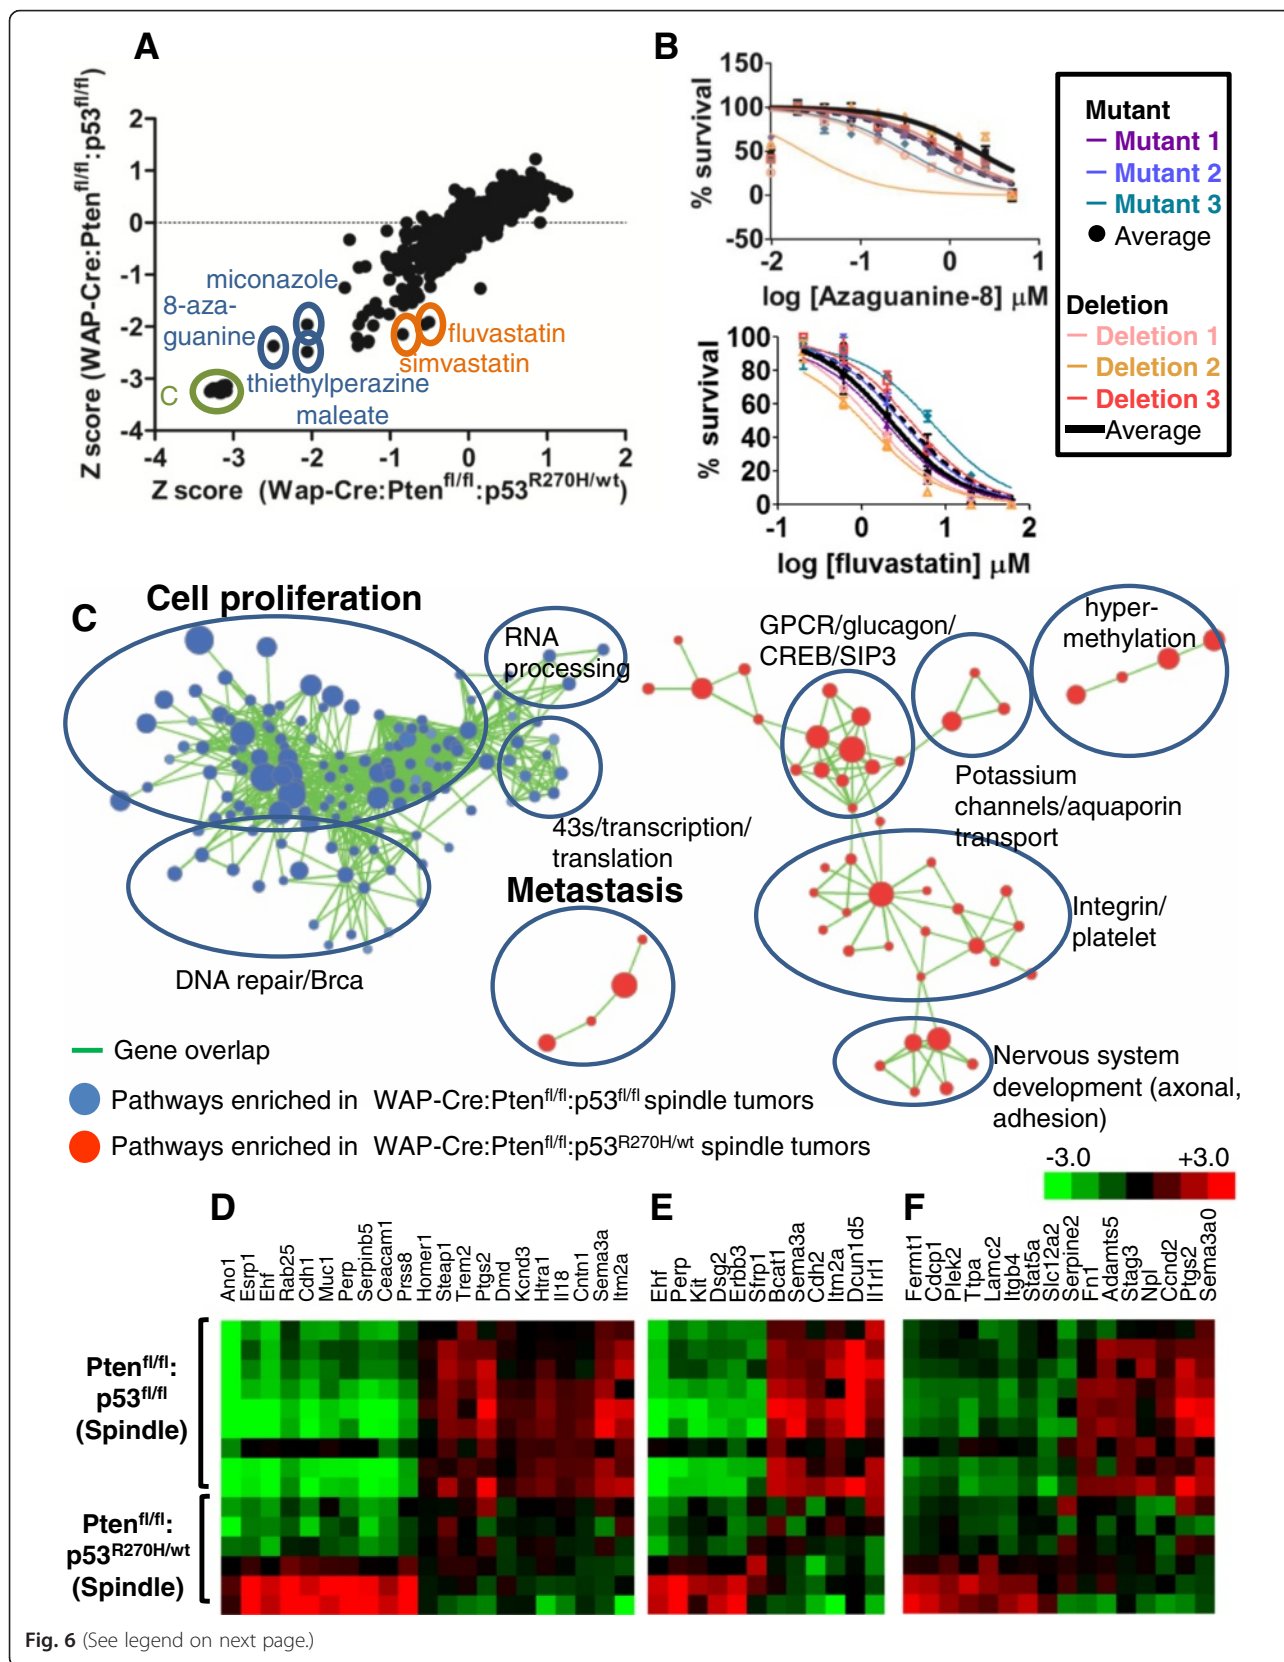 A
Z score (WAP-Cre:Pten^fl/fl:p53^fl/fl)
2
1
0
-1
-2
-3
-4
miconazole
8-aza-
guanine
fluvastatin
simvastatin
thiethylperazine
maleate
C
-4 -3 -2 -1 0 1 2
Z score (Wap-Cre:Pten^fl/fl:p53^R270H/wt)
B
% survival
150
100
50
0
-50
-2 -1 0 1
log [Azaguanine-8] μM
% survival
100
80
60
40
20
0
-1 0 1 2
log [fluvastatin] μM
Mutant
Mutant 1
Mutant 2
Mutant 3
Average
Deletion
Deletion 1
Deletion 2
Deletion 3
Average
C
Cell proliferation
RNA
processing
GPCR/glucagon/
CREB/SIP3
hyper-
methylation
Potassium
channels/aquaporin
transport
43s/transcription/
translation
Metastasis
Integrin/
platelet
DNA repair/Brca
Nervous system
development (axonal,
adhesion)
Gene overlap
Pathways enriched in WAP-Cre:Pten^fl/fl:p53^fl/fl spindle tumors
Pathways enriched in WAP-Cre:Pten^fl/fl:p53^R270H/wt spindle tumors
-3.0 +3.0
D
Ano1
Esrp1
Ehf
Rab25
Cdh1
Muc1
Perp
Serpinb5
Ceacam1
Prss8
Homer1
Steap1
Trem2
Ptgs2
Dmd
Kcnd3
Htra1
Il18
Cntn1
Sema3a
Itm2a
E
Ehf
Perp
Kit
Dsg2
Erbb3
Sfrp1
Bcat1
Sema3a
Cdh2
Itm2a
Dcun1d5
Il1rl1
F
Fermt1
Cdcp1
Plek2
Ttpa
Lamc2
Itgb4
Stat5a
Slc12a2
Serpine2
Fn1
Adamts5
Stag3
Npl
Ccnd2
Ptgs2
Sema3a0
Pten^fl/fl:
p53^fl/fl
(Spindle)
Pten^fl/fl:
p53^R270H/wt
(Spindle)
Fig. 6 (See legend on next page.)